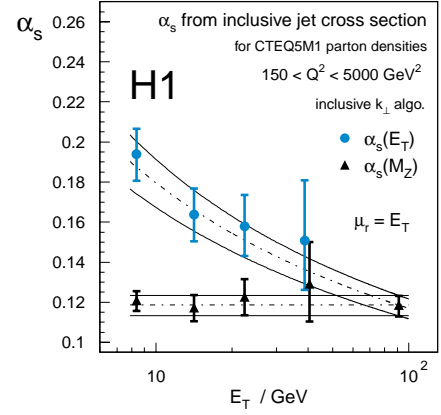 α_s
α_s from inclusive jet cross section
for CTEQ5M1 parton densities
150 < Q² < 5000 GeV²
H1
inclusive k_⊥ algo.
α_s(E_T)
α_s(M_Z)
μ_r = E_T
0.26
0.24
0.22
0.2
0.18
0.16
0.14
0.12
0.1
10
10²
E_T / GeV